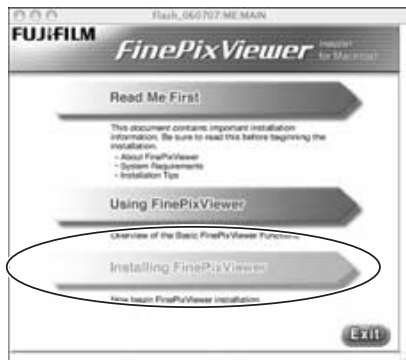 Flash_060707:ME:MAIN
FUJIFILM
FinePixViewer Installer for Macintosh
Read Me First
This document contains important installation
information. Be sure to read this before beginning the
installation.
- About FinePixViewer
- System Requirements
- Installation Tips
Using FinePixViewer
Overview of the Basic FinePixViewer Functions.
Installing FinePixViewer
Now begin FinePixViewer installation.
Exit